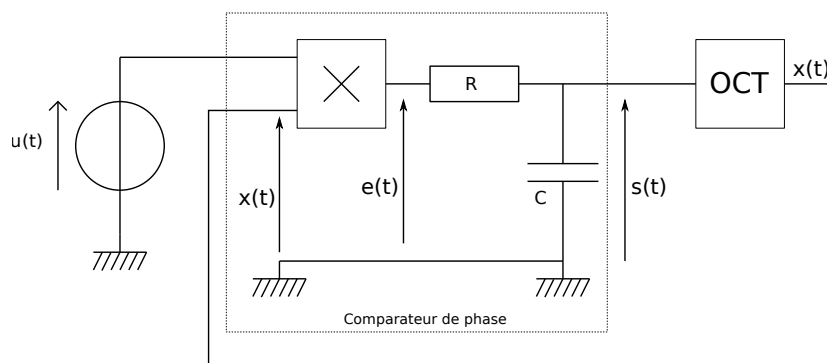 u(t)
x(t)
e(t)
R
C
s(t)
OCT
x(t)
Comparateur de phase